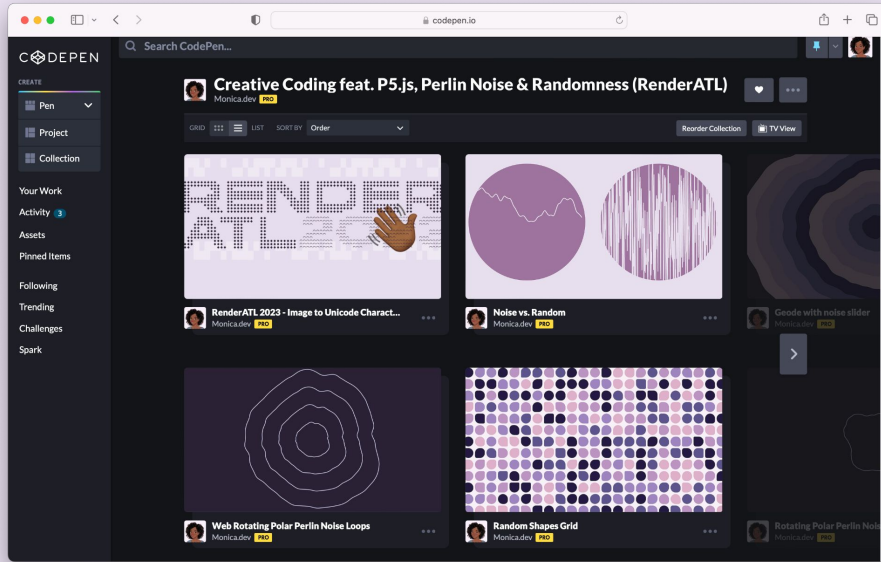 codepen.io
CODEPEN
Search CodePen...
CREATE
Pen
Project
Collection
Your Work
Activity 3
Assets
Pinned Items
Following
Trending
Challenges
Spark
Creative Coding feat. P5.js, Perlin Noise & Randomness (RenderATL)
Monica.dev PRO
GRID LIST SORT BY Order
Reorder Collection TV View
RENDER
ATL 2023
RenderATL 2023 - Image to Unicode Charact...
Monica.dev PRO
Noise vs. Random
Monica.dev PRO
Geode with noise slider
Monica.dev PRO
Web Rotating Polar Perlin Noise Loops
Monica.dev PRO
Random Shapes Grid
Monica.dev PRO
Rotating Polar Perlin Nois
Monica.dev PRO